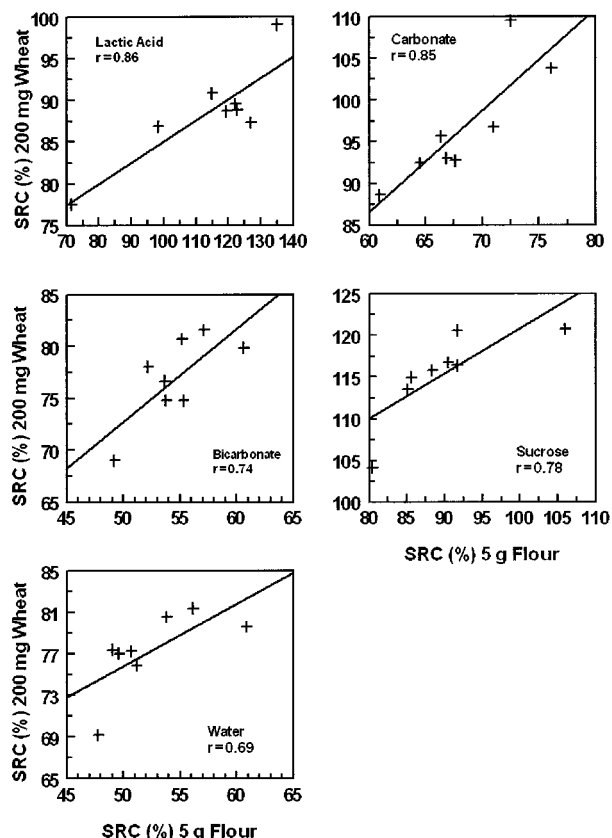 100
95
90
85
80
75
SRC (%) 200 mg Wheat
Lactic Acid
r=0.86
70 80 90 100 110 120 130 140
110
105
100
95
90
85
Carbonate
r=0.85
60 65 70 75 80
85
80
75
70
65
SRC (%) 200 mg Wheat
Bicarbonate
r=0.74
45 50 55 60 65
125
120
115
110
105
100
Sucrose
r=0.78
80 85 90 95 100 105 110
SRC (%) 5 g Flour
85
81
77
73
69
65
SRC (%) 200 mg Wheat
Water
r=0.69
45 50 55 60 65
SRC (%) 5 g Flour